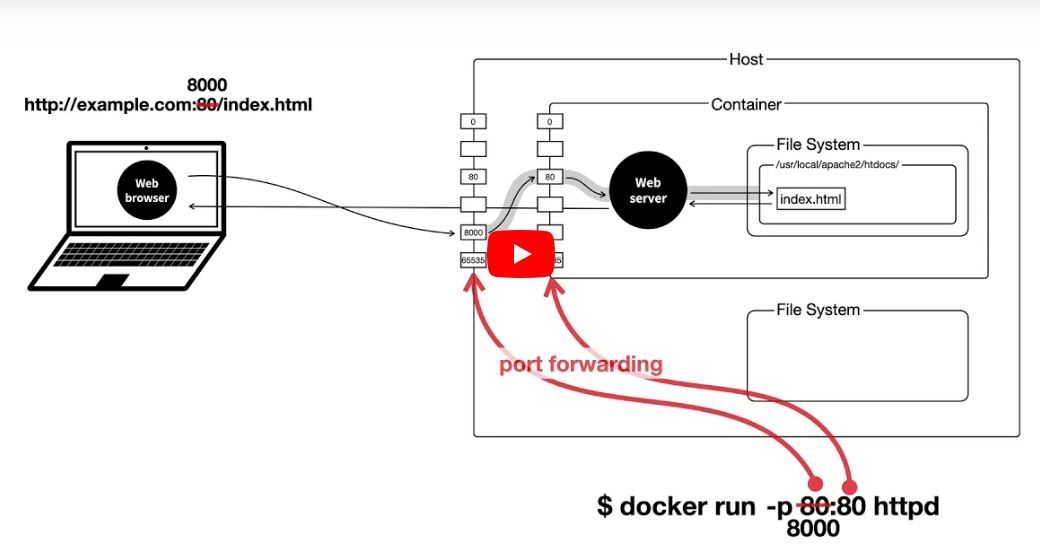 8000
http://example.com:80/index.html
Web
browser
Host
Container
0
80
8000
65535
0
80
35
Web
server
File System
/usr/local/apache2/htdocs/
index.html
File System
port forwarding
$ docker run -p 80:80 httpd
8000